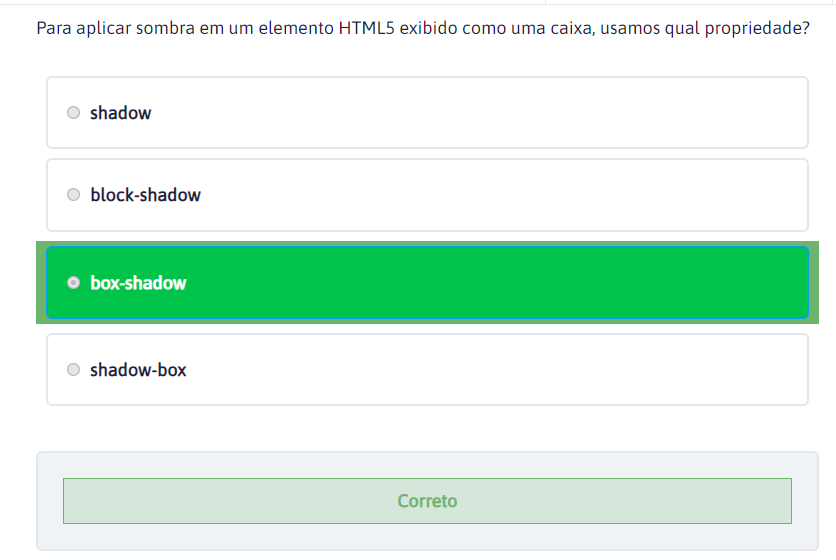 Para aplicar sombra em um elemento HTML5 exibido como uma caixa, usamos qual propriedade?
shadow
block-shadow
box-shadow
shadow-box
Correto